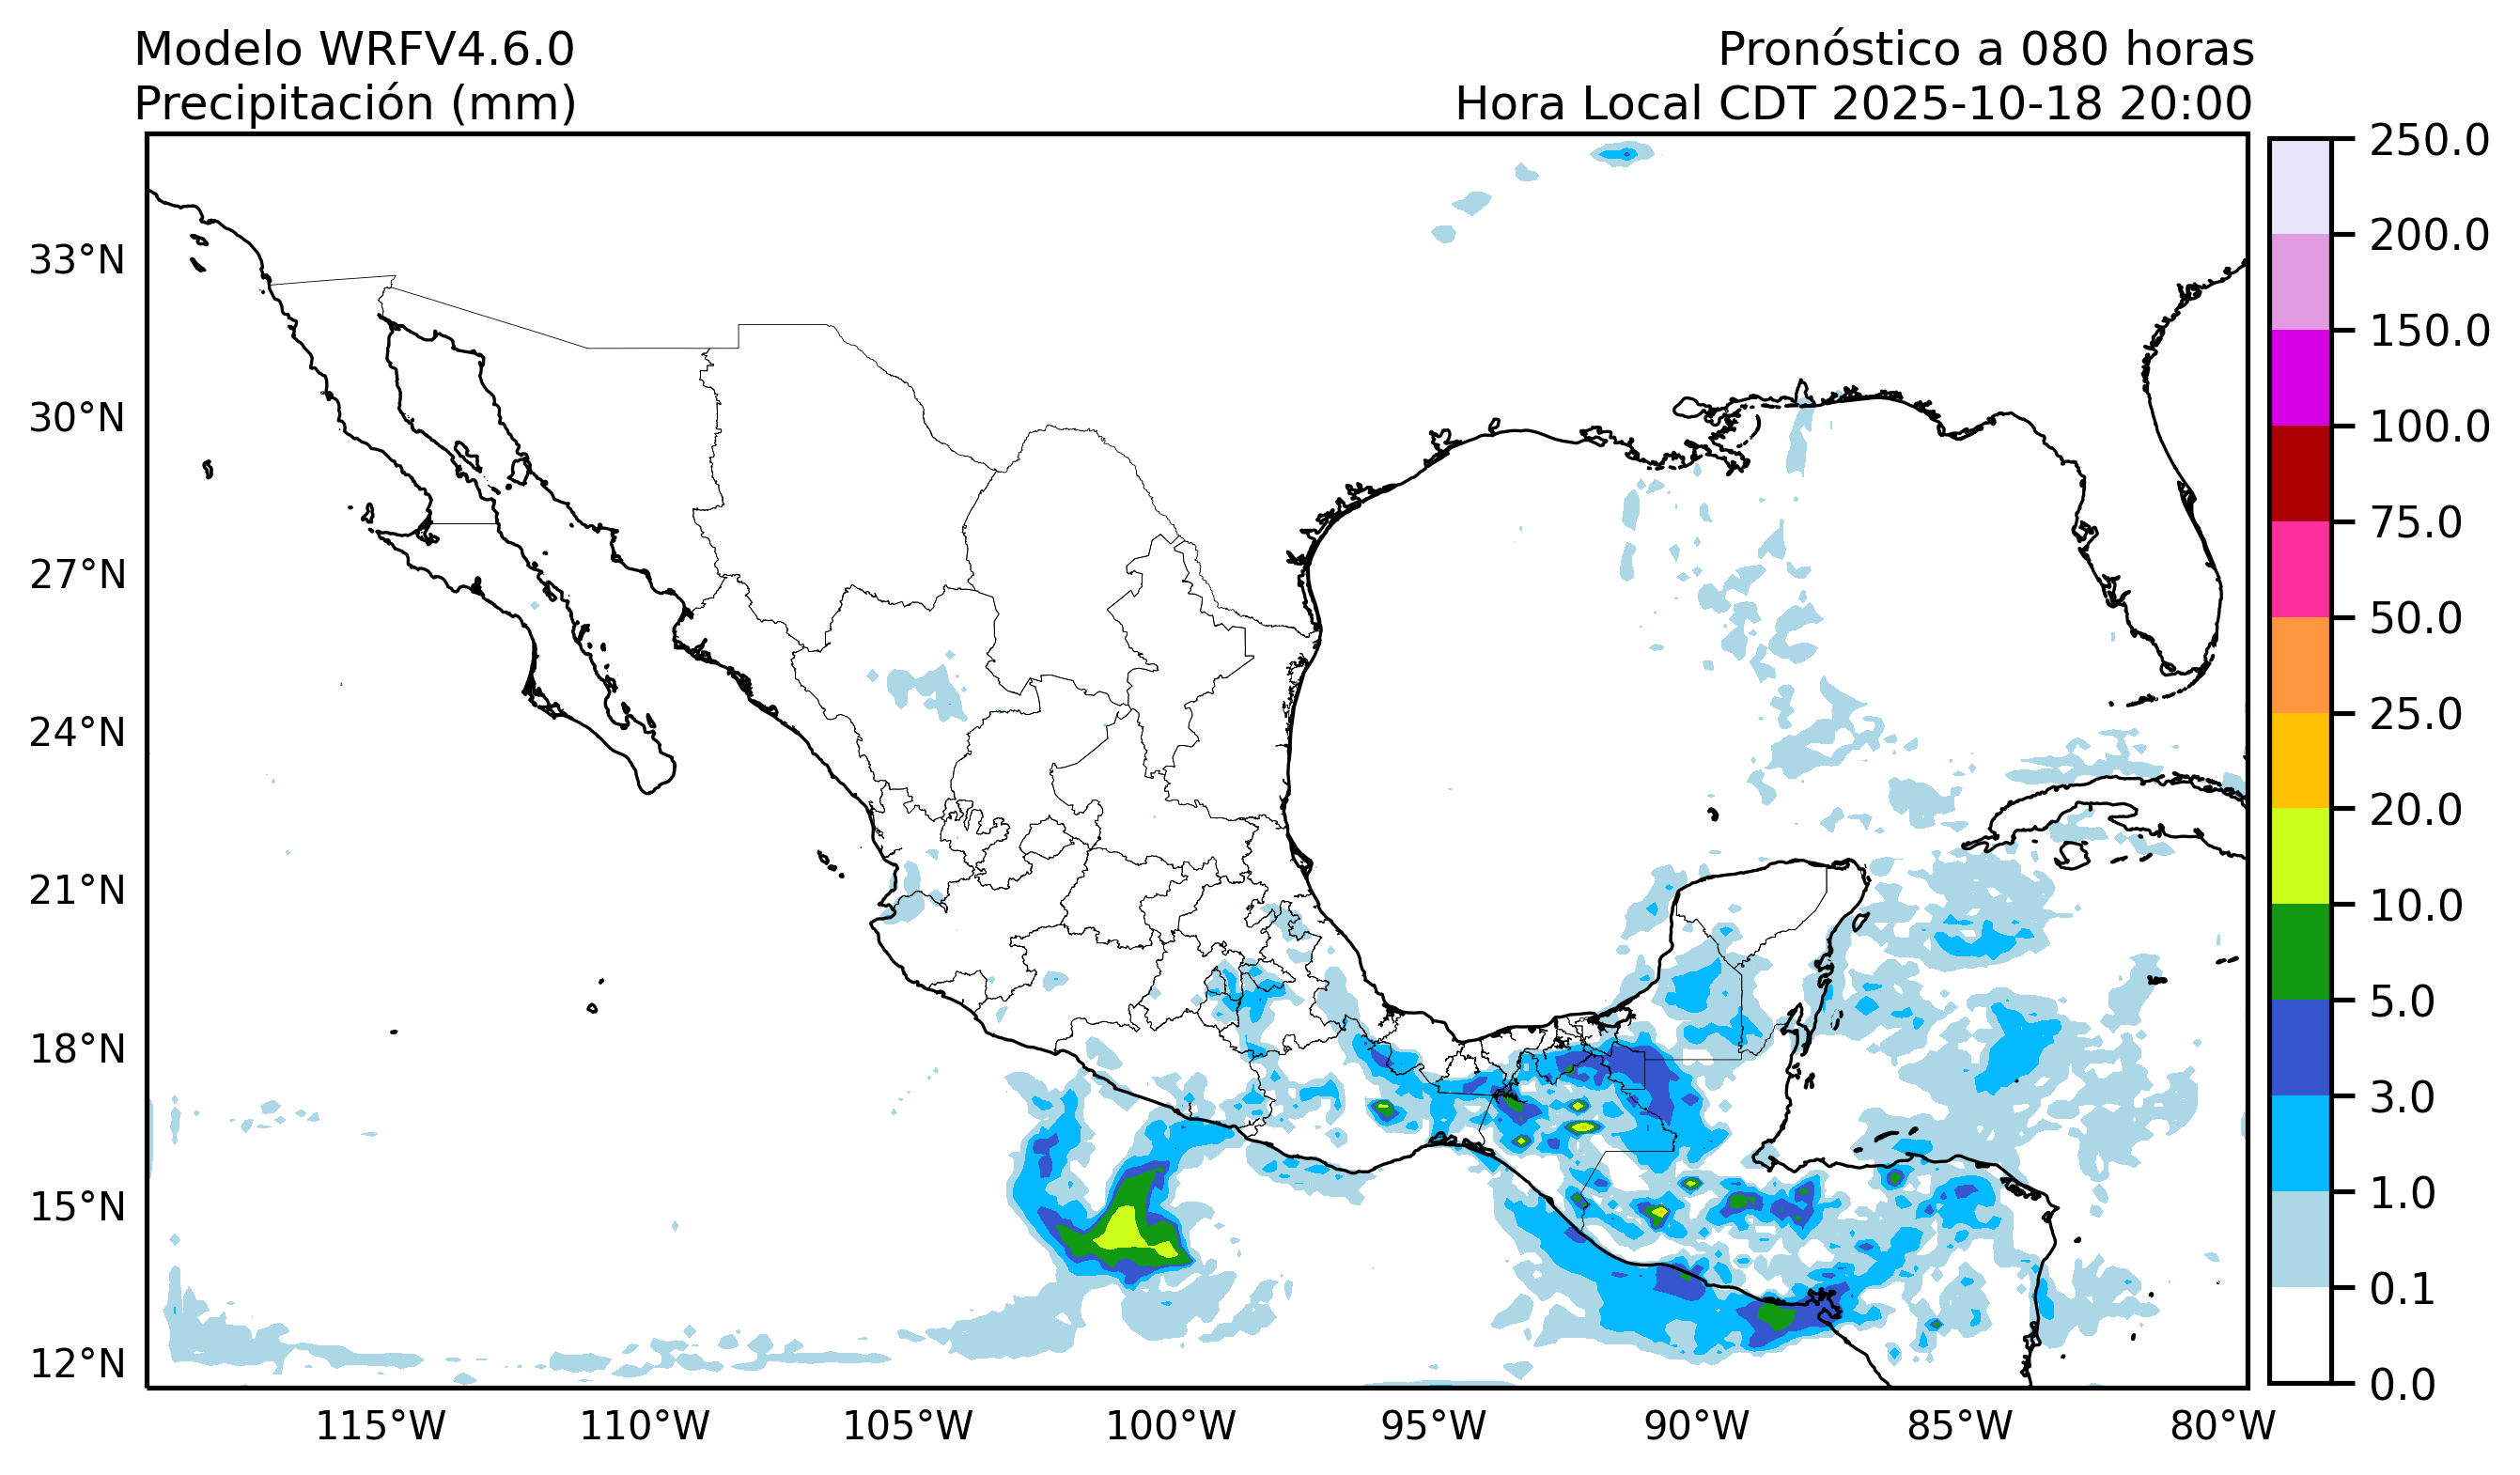 Modelo WRFV4.6.0
Precipitación (mm)
Pronóstico a 080 horas
Hora Local CDT 2025-10-18 20:00
33°N
30°N
27°N
24°N
21°N
18°N
15°N
12°N
115°W
110°W
105°W
100°W
95°W
90°W
85°W
80°W
250.0
200.0
150.0
100.0
75.0
50.0
25.0
20.0
10.0
5.0
3.0
1.0
0.1
0.0